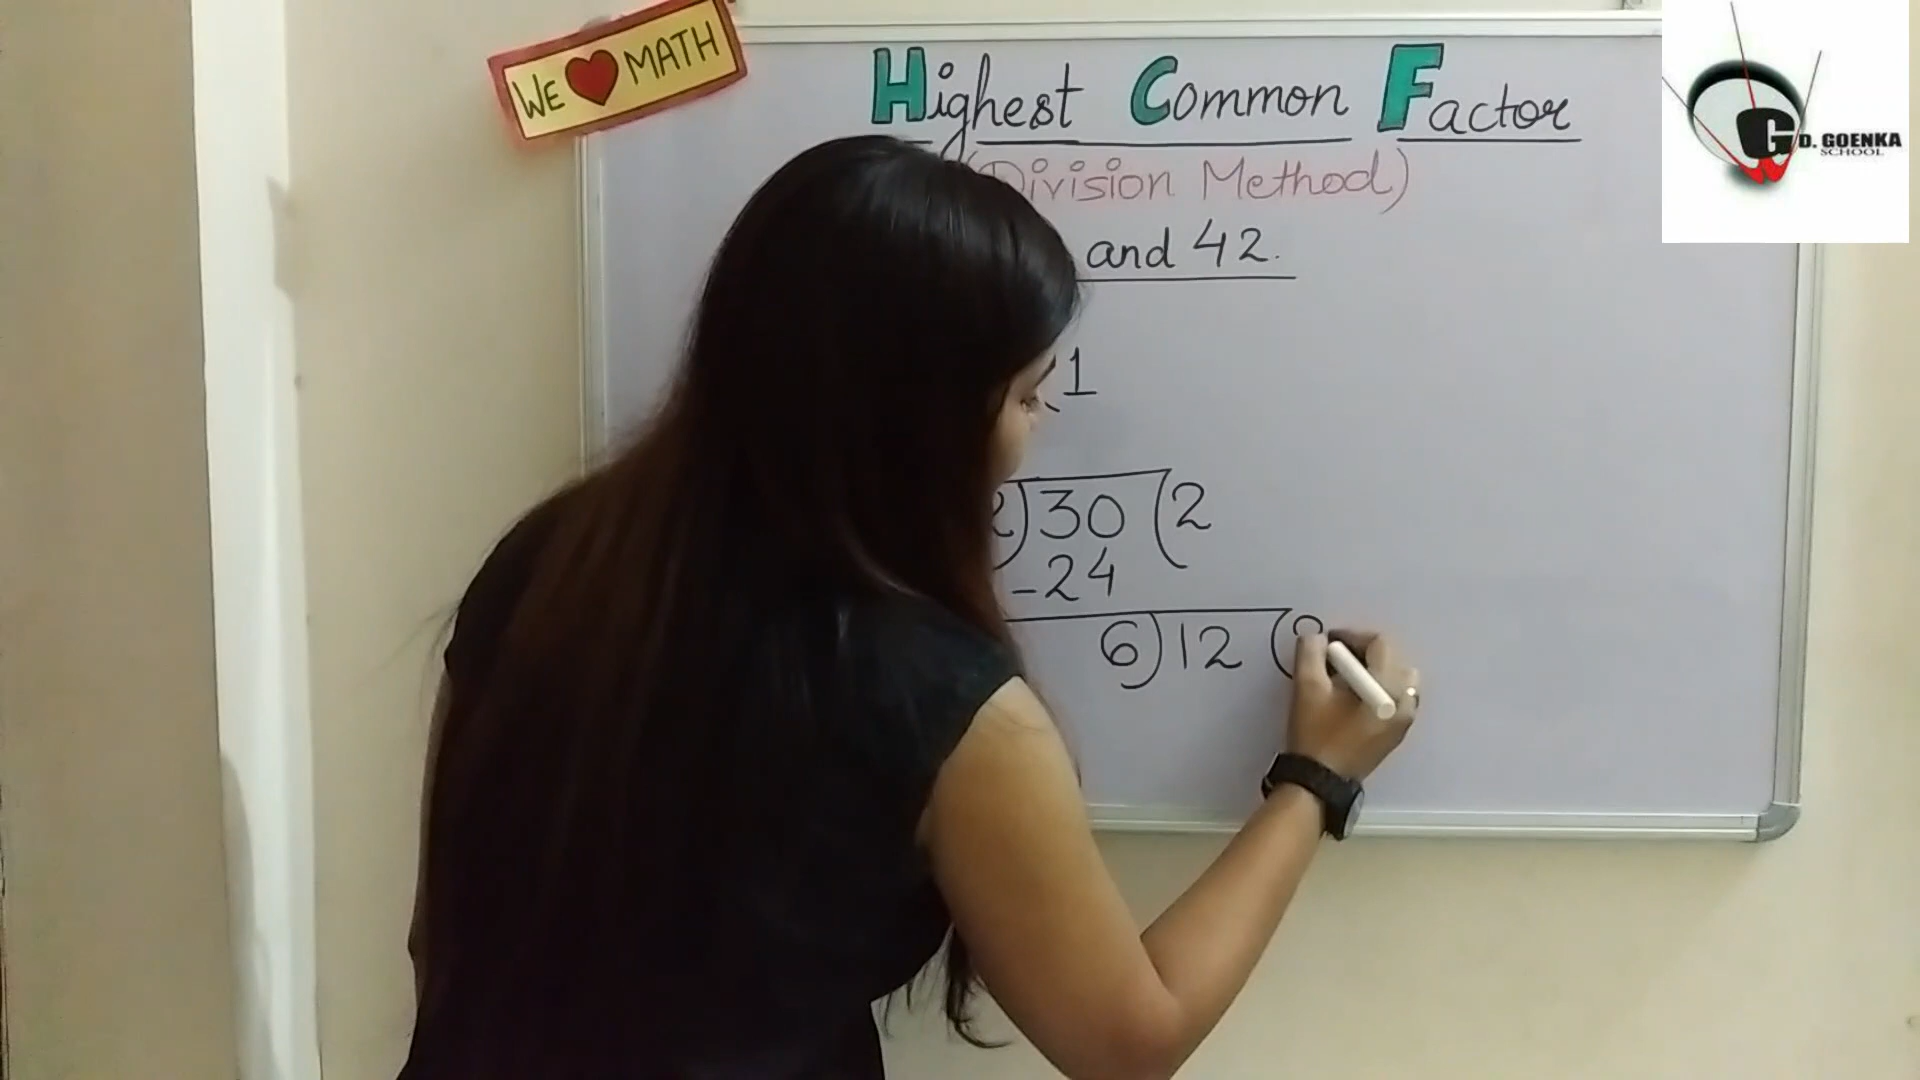 WE ❤ MATH
Highest Common Factor
(Division Method)
and 42.
1
)30(2
-24
6)12(
G D. GOENKA
SCHOOL